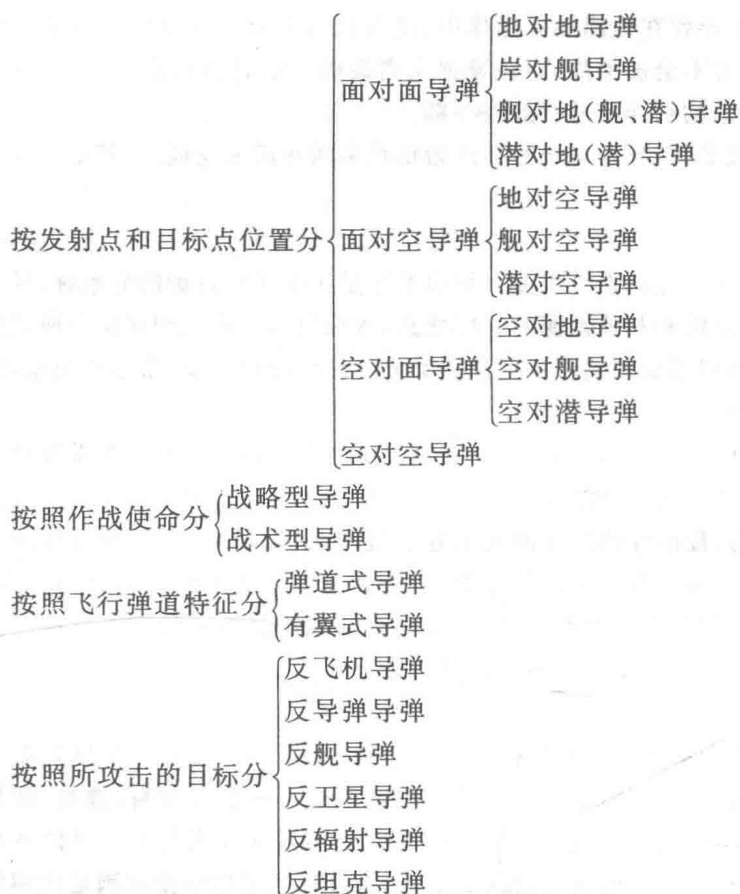 地对地导弹
岸对舰导弹
面对面导弹
舰对地(舰、潜)导弹
潜对地(潜)导弹
地对空导弹
按发射点和目标点位置分 面对空导弹 舰对空导弹
潜对空导弹
空对地导弹
空对面导弹 空对舰导弹
空对潜导弹
空对空导弹
战略型导弹
按照作战使命分
战术型导弹
弹道式导弹
按照飞行弹道特征分
有翼式导弹
反飞机导弹
反导弹导弹
反舰导弹
按照所攻击的目标分
反卫星导弹
反辐射导弹
反坦克导弹